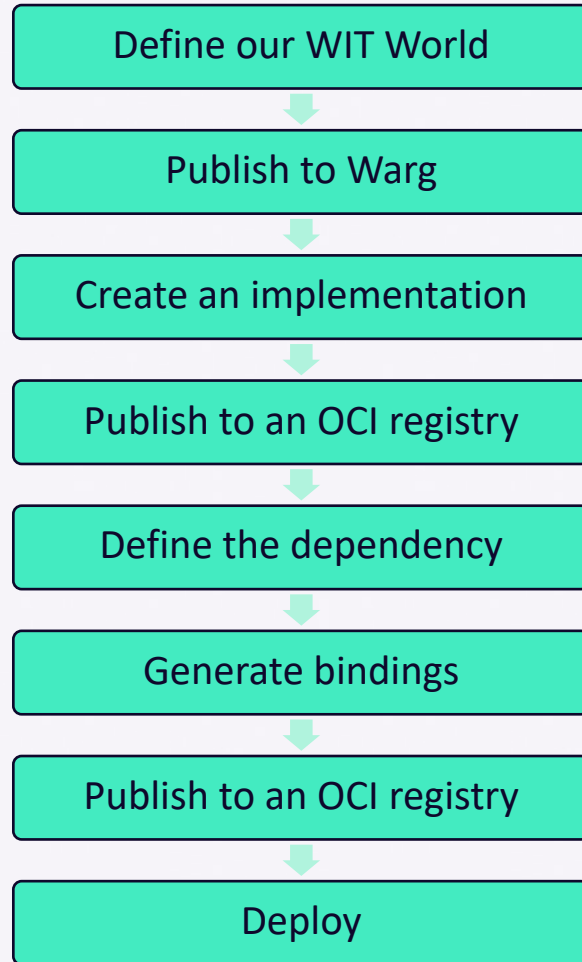 Define our WIT World
Publish to Warg
Create an implementation
Publish to an OCI registry
Define the dependency
Generate bindings
Publish to an OCI registry
Deploy